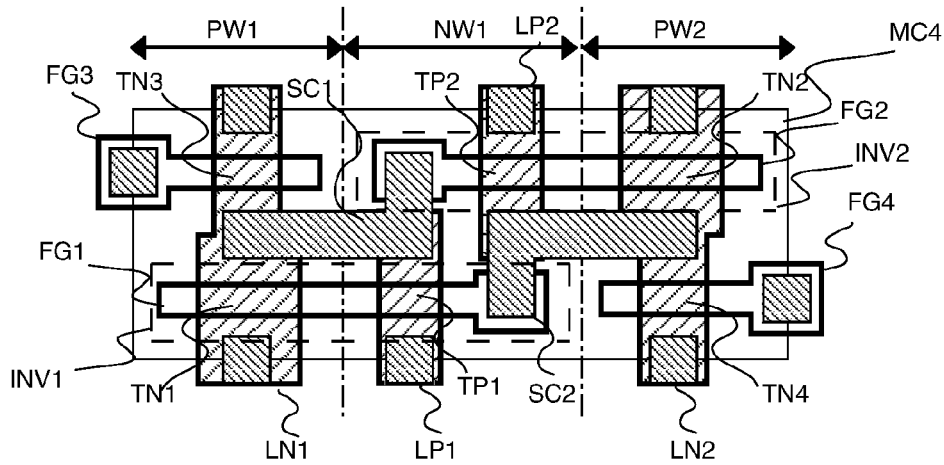 PW1 NW1 LP2 PW2 MC4
FG3 TN3 SC1 TP2 TN2
FG2
INV2
FG4
FG1
INV1 TN1 TP1 SC2 TN4
LN1 LP1 LN2